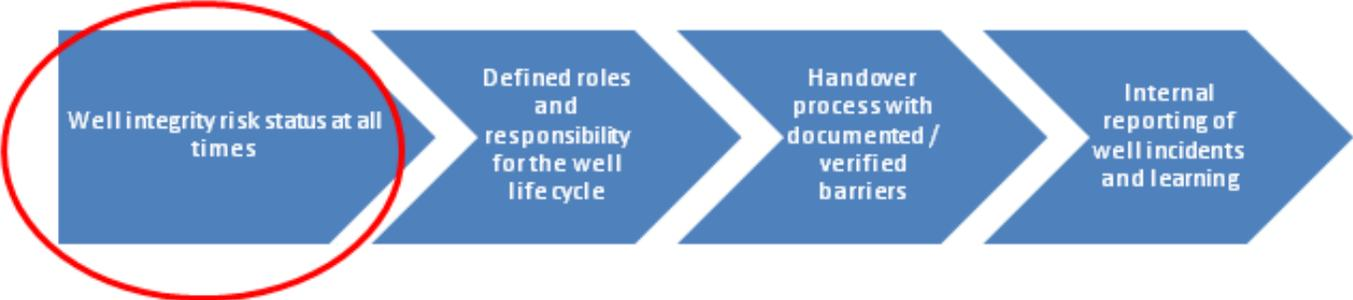 Well integrity risk status at all
times
Defined roles
and
responsibility
for the well
life cycle
Handover
process with
documented /
verified
barriers
Internal
reporting of
well incidents
and learning